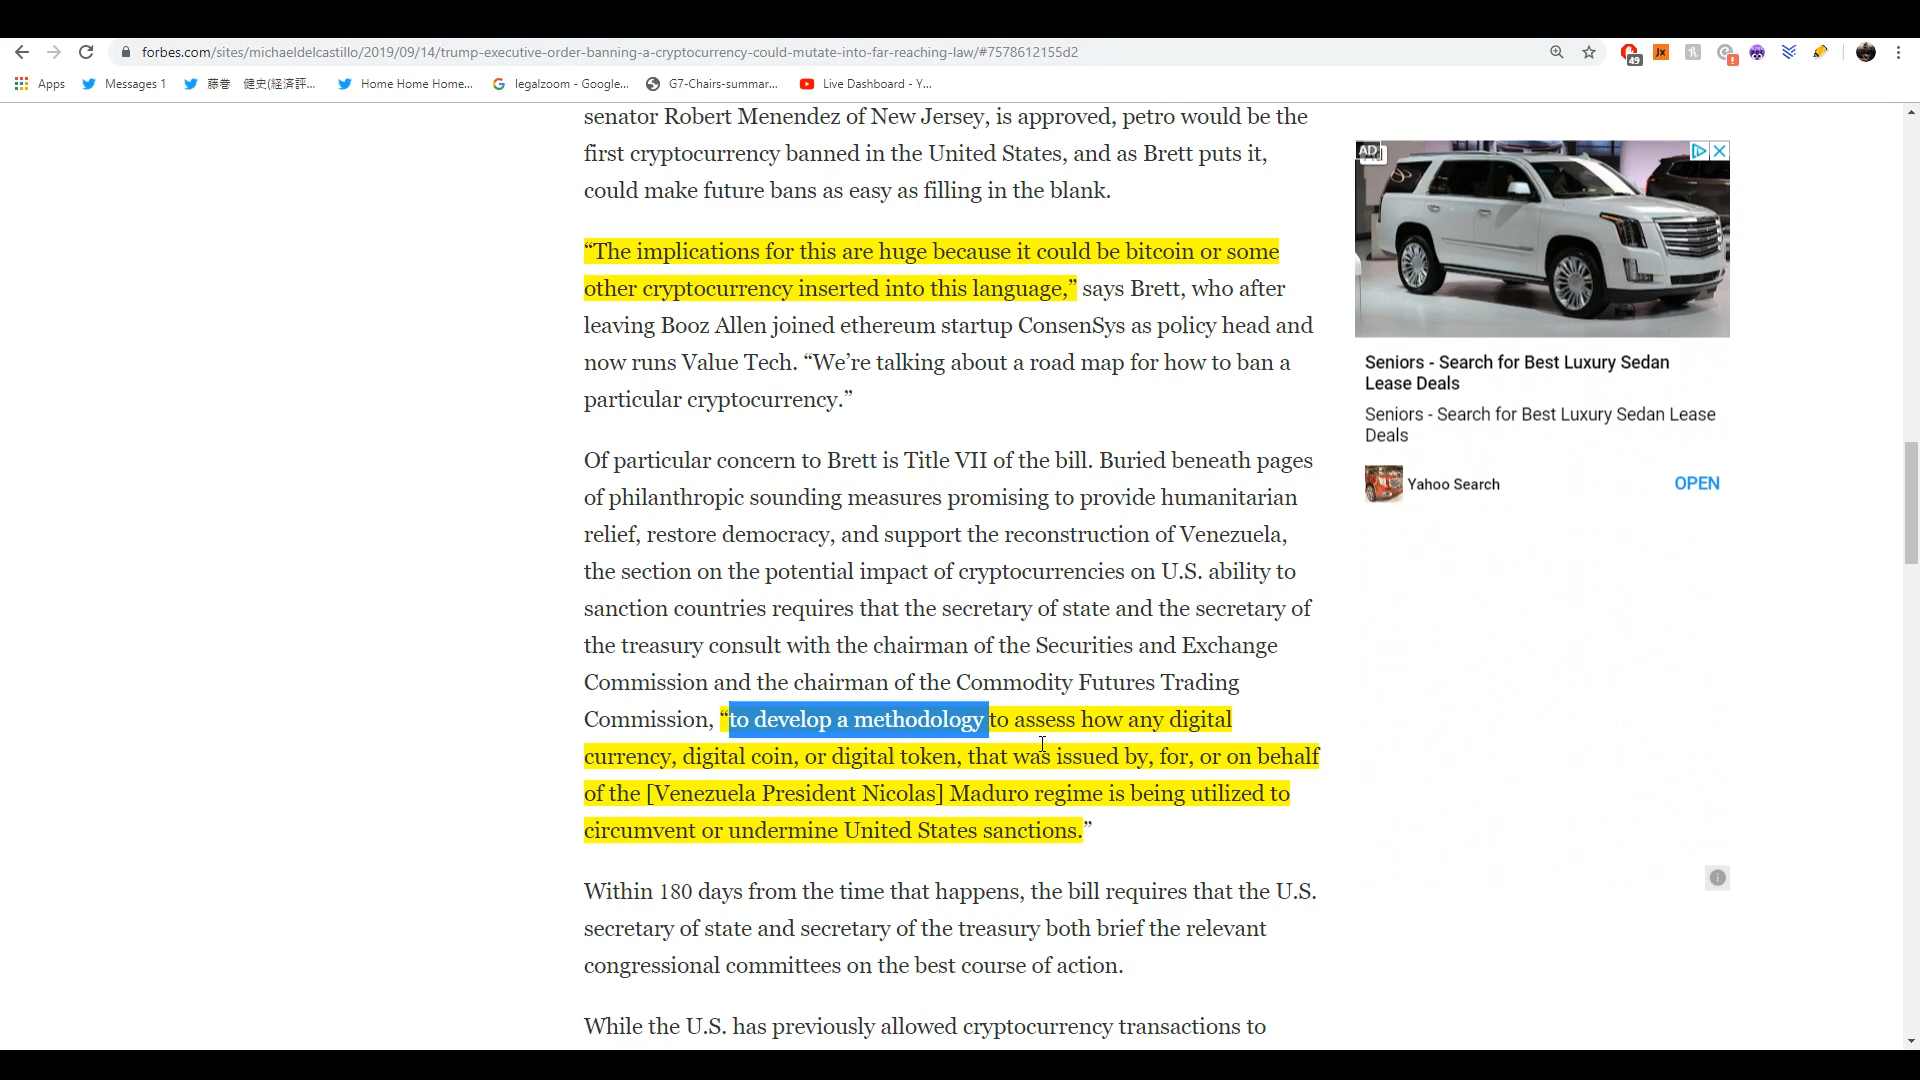 forbes.com/sites/michaeldelcastillo/2019/09/14/trump-executive-order-banning-a-cryptocurrency-could-mutate-into-far-reaching-law/#7578612155d2
49
Jx
Apps
Messages 1
藤巻 健史(経済評...
Home Home Home...
legalzoom - Google...
G7-Chairs-summar...
Live Dashboard - Y...
senator Robert Menendez of New Jersey, is approved, petro would be the
first cryptocurrency banned in the United States, and as Brett puts it,
could make future bans as easy as filling in the blank.
“The implications for this are huge because it could be bitcoin or some
other cryptocurrency inserted into this language,” says Brett, who after
leaving Booz Allen joined ethereum startup ConsenSys as policy head and
now runs Value Tech. “We’re talking about a road map for how to ban a
particular cryptocurrency.”
Of particular concern to Brett is Title VII of the bill. Buried beneath pages
of philanthropic sounding measures promising to provide humanitarian
relief, restore democracy, and support the reconstruction of Venezuela,
the section on the potential impact of cryptocurrencies on U.S. ability to
sanction countries requires that the secretary of state and the secretary of
the treasury consult with the chairman of the Securities and Exchange
Commission and the chairman of the Commodity Futures Trading
Commission, “to develop a methodology to assess how any digital
currency, digital coin, or digital token, that was issued by, for, or on behalf
of the [Venezuela President Nicolas] Maduro regime is being utilized to
circumvent or undermine United States sanctions.”
Within 180 days from the time that happens, the bill requires that the U.S.
secretary of state and secretary of the treasury both brief the relevant
congressional committees on the best course of action.
While the U.S. has previously allowed cryptocurrency transactions to
AD
Seniors - Search for Best Luxury Sedan
Lease Deals
Seniors - Search for Best Luxury Sedan Lease
Deals
Yahoo Search
OPEN